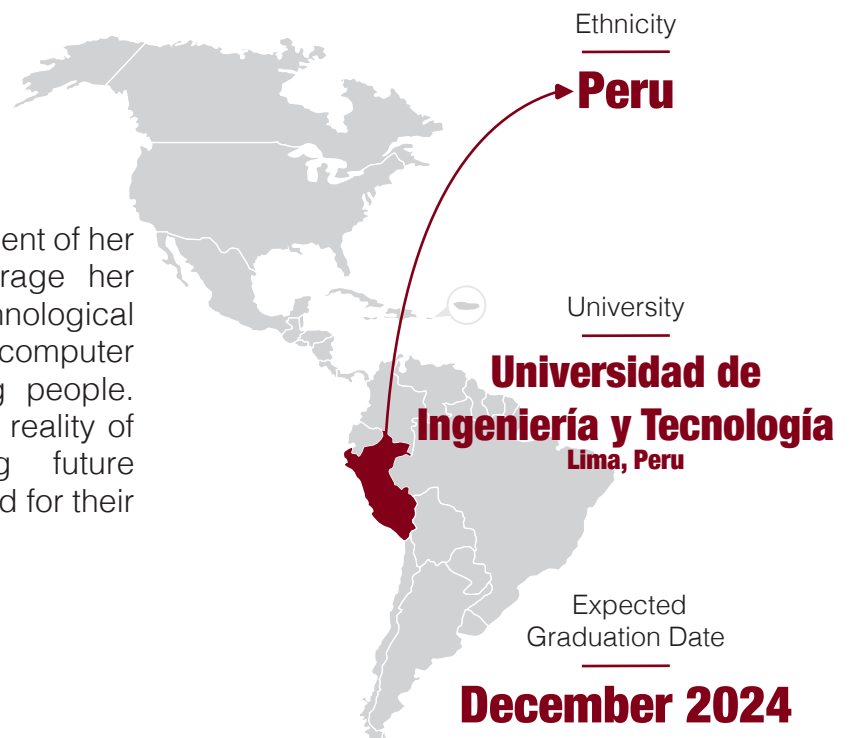 Ethnicity
Peru
ent of her
rage her
nological
computer
g people.
reality of
g future
d for their
University
Universidad de
Ingeniería y Tecnología
Lima, Peru
Expected
Graduation Date
December 2024